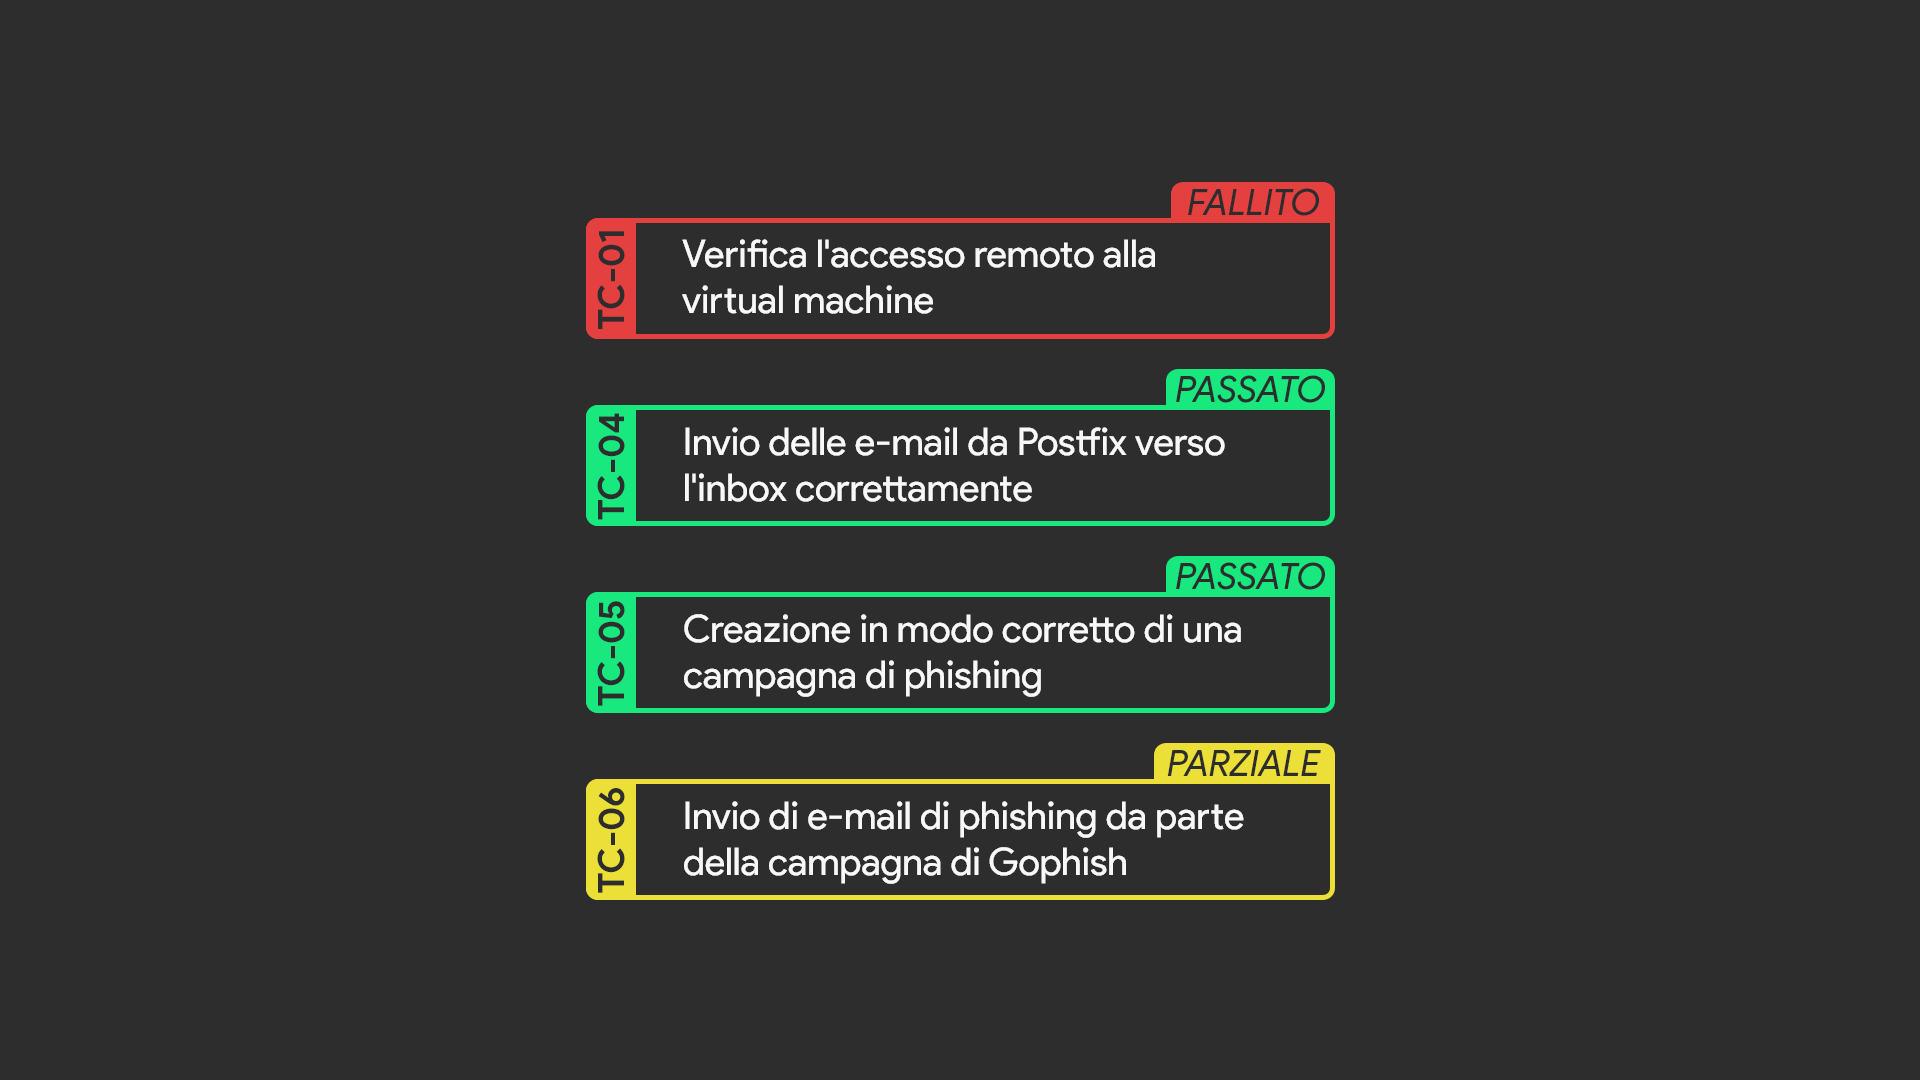 FALLITO
TC-01
Verifica l'accesso remoto alla
virtual machine
PASSATO
TC-04
Invio delle e-mail da Postfix verso
l'inbox correttamente
PASSATO
TC-05
Creazione in modo corretto di una
campagna di phishing
PARZIALE
TC-06
Invio di e-mail di phishing da parte
della campagna di Gophish